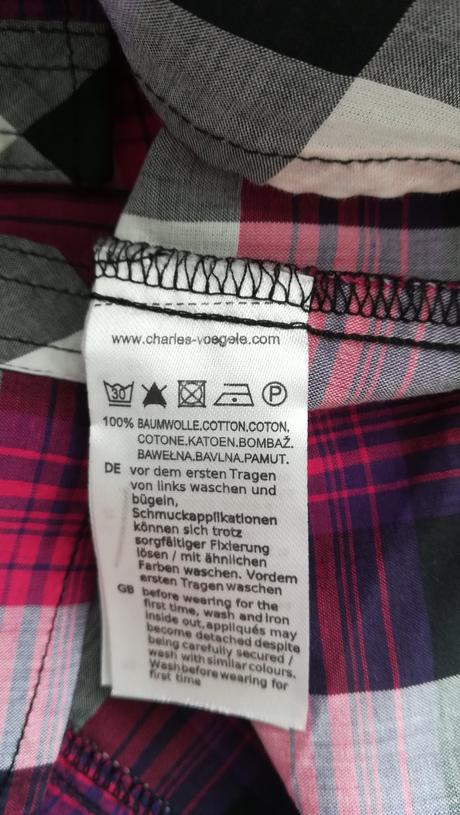 www.charles-voegele.com
30 P
100% BAUMWOLLE.COTTON.COTON.
COTONE.KATOEN.BOMBAŽ.
BAWEŁNA.BAVLNA.PAMUT.
DE vor dem ersten Tragen
von links waschen und
bügeln,
Schmuckapplikationen
können sich trotz
sorgfältiger Fixierung
lösen / mit ähnlichen
Farben waschen. Vordem
ersten Tragen waschen
GB before wearing for the
first time, wash and iron
inside out,appliqués may
become detached despite
being carefully secured /
wash with similar colours.
Washbefore wearing for
first time